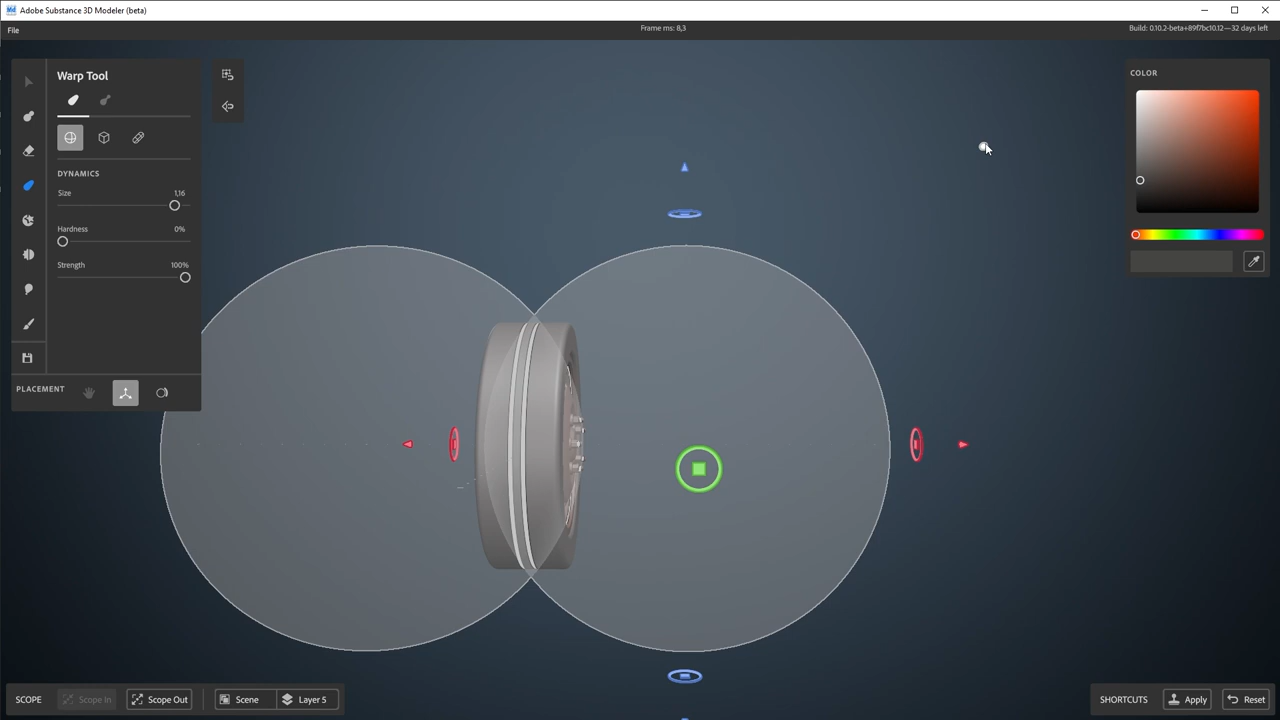 Adobe Substance 3D Modeler (beta)
File
Frame ms: 8,3
Build: 0.10.2-beta+89f7bc10.12—32 days left
Warp Tool
DYNAMICS
Size 1,16
Hardness 0%
Strength 100%
PLACEMENT
COLOR
SCOPE Scope In Scope Out Scene Layer 5
SHORTCUTS Apply Reset